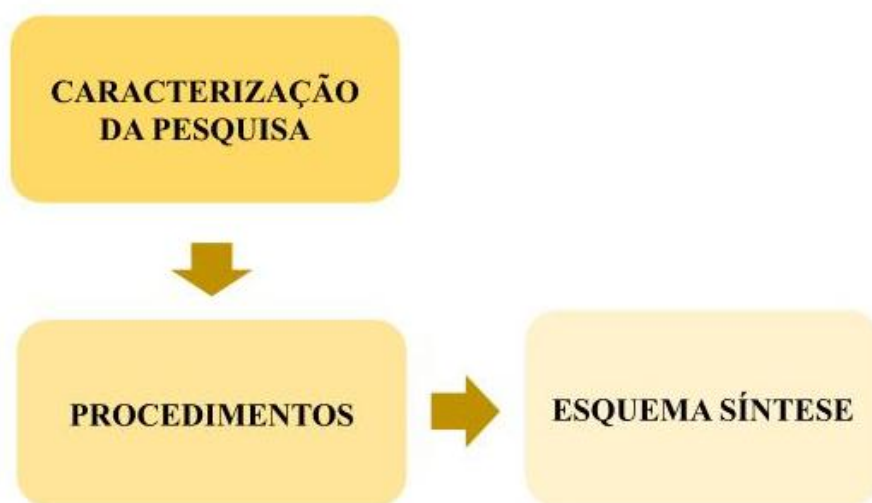 CARACTERIZAÇÃO
DA PESQUISA
PROCEDIMENTOS
ESQUEMA SÍNTESE